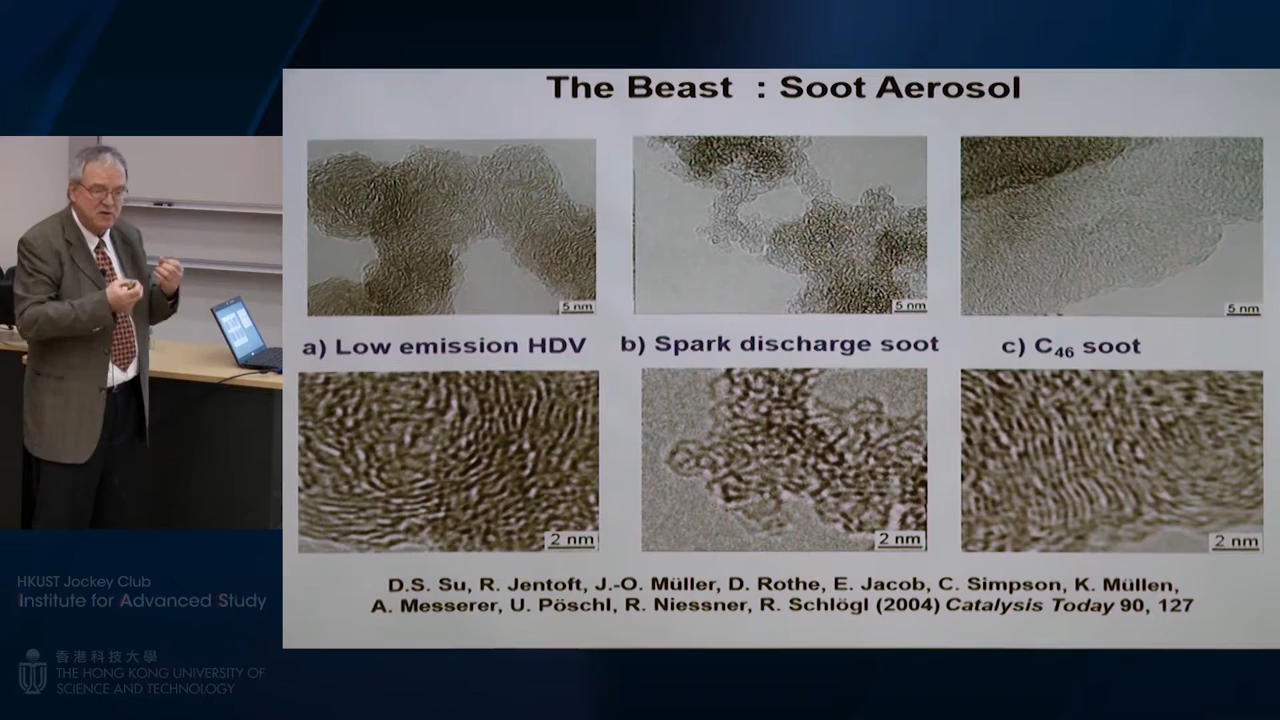 The Beast : Soot Aerosol
5 nm
5 nm
5 nm
a) Low emission HDV
b) Spark discharge soot
c) C₄₆ soot
2 nm
2 nm
2 nm
D.S. Su, R. Jentoft, J.-O. Müller, D. Rothe, E. Jacob, C. Simpson, K. Müllen,
A. Messerer, U. Pöschl, R. Niessner, R. Schlögl (2004) Catalysis Today 90, 127
HKUST Jockey Club
Institute for Advanced Study
香港科技大學
THE HONG KONG UNIVERSITY OF
SCIENCE AND TECHNOLOGY